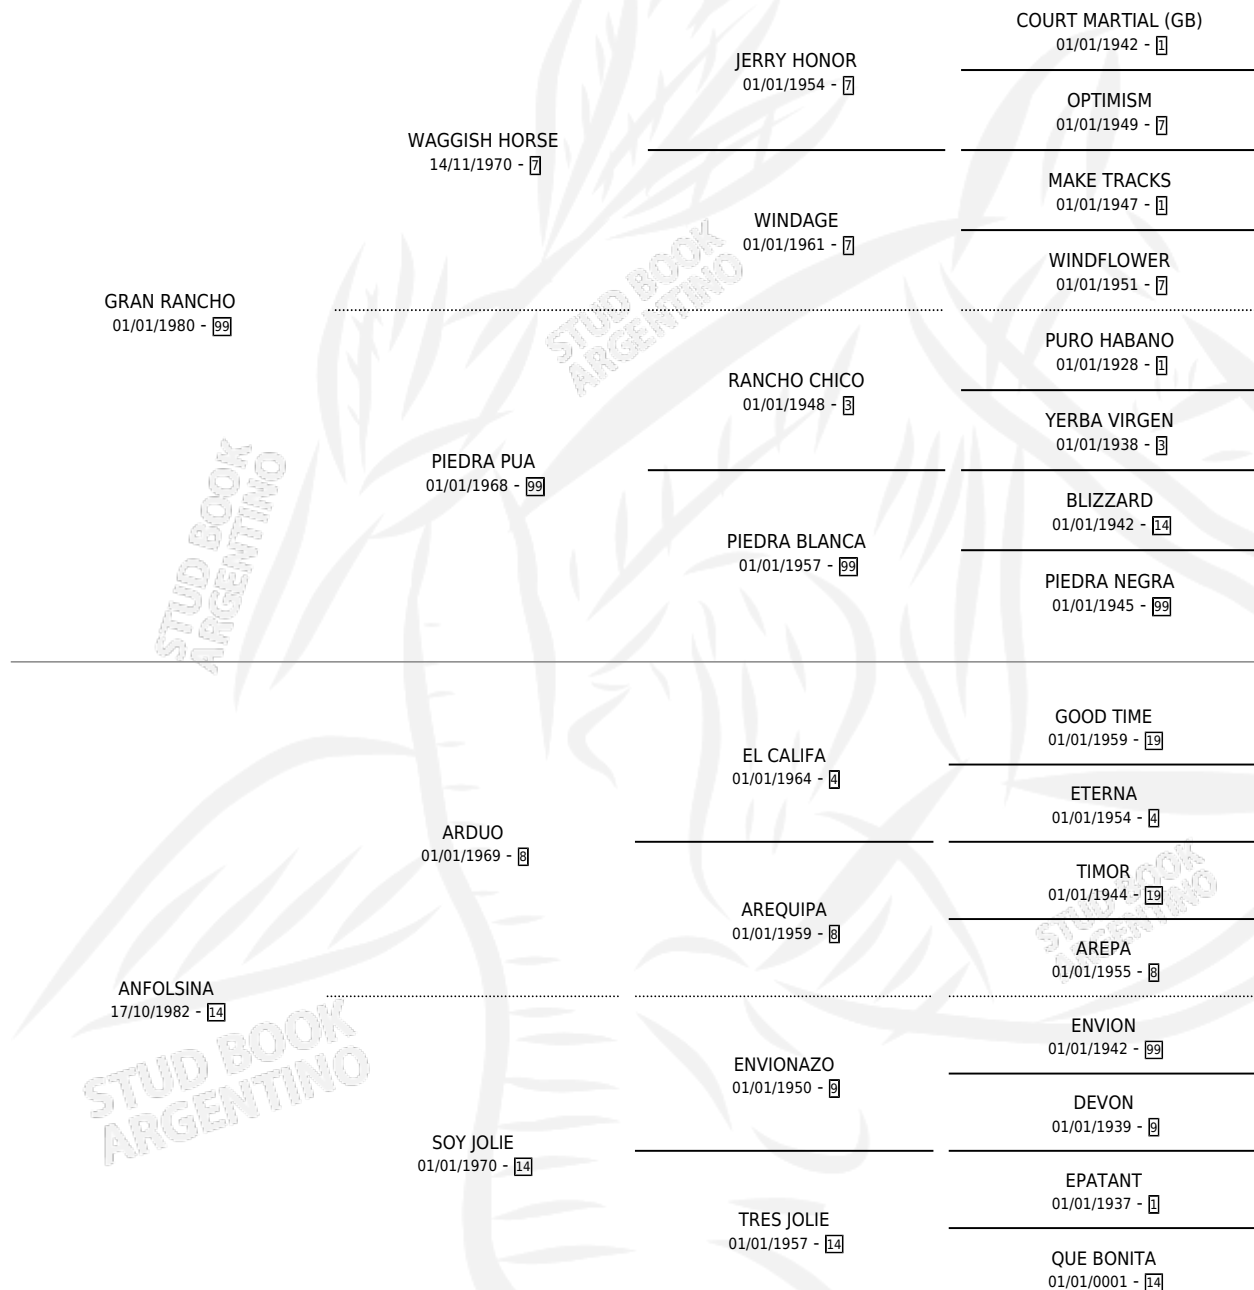 COURT MARTIAL (GB)
01/01/1942 - 1
JERRY HONOR
01/01/1954 - 7
OPTIMISM
01/01/1949 - 7
WAGGISH HORSE
14/11/1970 - 7
MAKE TRACKS
01/01/1947 - 1
WINDAGE
01/01/1961 - 7
WINDFLOWER
01/01/1951 - 7
GRAN RANCHO
01/01/1980 - 99
STUD BOOK
ARGENTINO
PURO HABANO
01/01/1928 - 1
RANCHO CHICO
01/01/1948 - 3
YERBA VIRGEN
01/01/1938 - 3
PIEDRA PUA
01/01/1968 - 99
BLIZZARD
01/01/1942 - 14
PIEDRA BLANCA
01/01/1957 - 99
PIEDRA NEGRA
01/01/1945 - 99
STUD BOOK
ARGENTINO
GOOD TIME
01/01/1959 - 19
EL CALIFA
01/01/1964 - 4
ETERNA
01/01/1954 - 4
ARDUO
01/01/1969 - 8
TIMOR
01/01/1944 - 19
AREQUIPA
01/01/1959 - 8
STUD BOOK
ARGENTINO
AREPA
01/01/1955 - 8
ANFOLSINA
17/10/1982 - 14
ENVION
01/01/1942 - 99
ENVIONAZO
01/01/1950 - 9
DEVON
01/01/1939 - 9
STUD BOOK
ARGENTINO
SOY JOLIE
01/01/1970 - 14
EPATANT
01/01/1937 - 1
TRES JOLIE
01/01/1957 - 14
QUE BONITA
01/01/0001 - 14